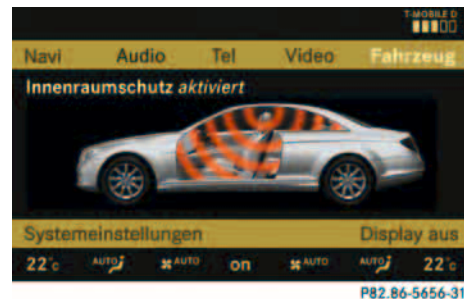 T-MOBILE D
Navi Audio Tel Video Fahrzeug
Innenraumschutz aktiviert
Systemeinstellungen Display aus
22°c AUTO AUTO on AUTO AUTO 22°c
P82.86-5656-31